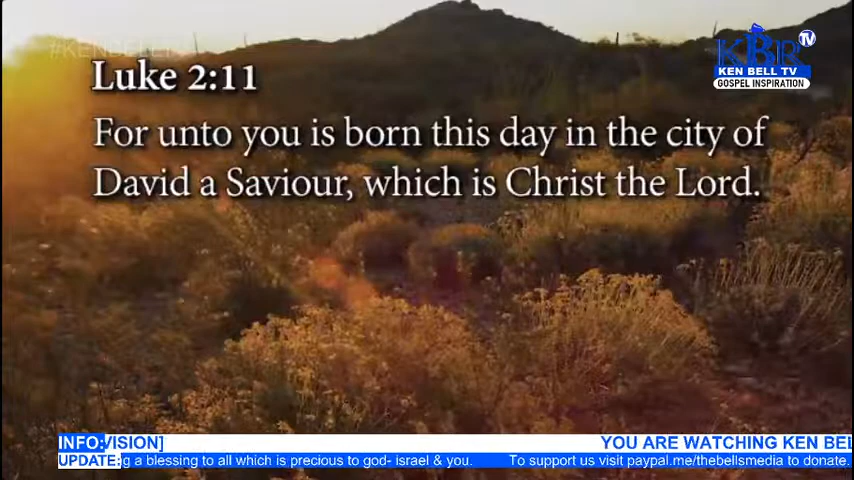 #KENBELLTV
KBR TV
KEN BELL TV
GOSPEL INSPIRATION
Luke 2:11
For unto you is born this day in the city of
David a Saviour, which is Christ the Lord.
INFO: VISION] YOU ARE WATCHING KEN BEL
UPDATE: g a blessing to all which is precious to god- israel & you. To support us visit paypal.me/thebellsmedia to donate.